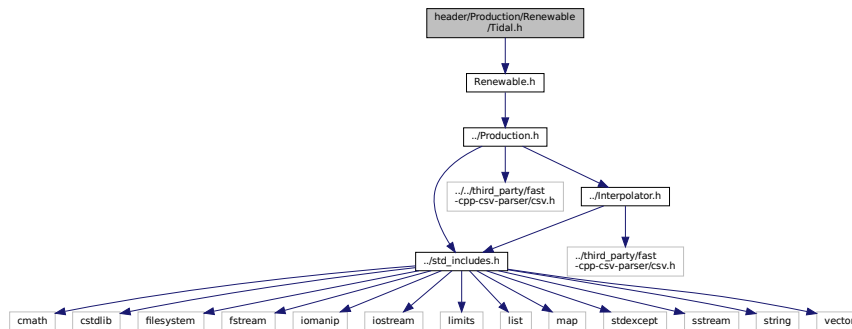 header/Production/Renewable
/Tidal.h
Renewable.h
../Production.h
../../third_party/fast
-cpp-csv-parser/csv.h
../Interpolator.h
../std_includes.h
../third_party/fast
-cpp-csv-parser/csv.h
cmath
cstdlib
filesystem
fstream
iomanip
iostream
limits
list
map
stdexcept
sstream
string
vector